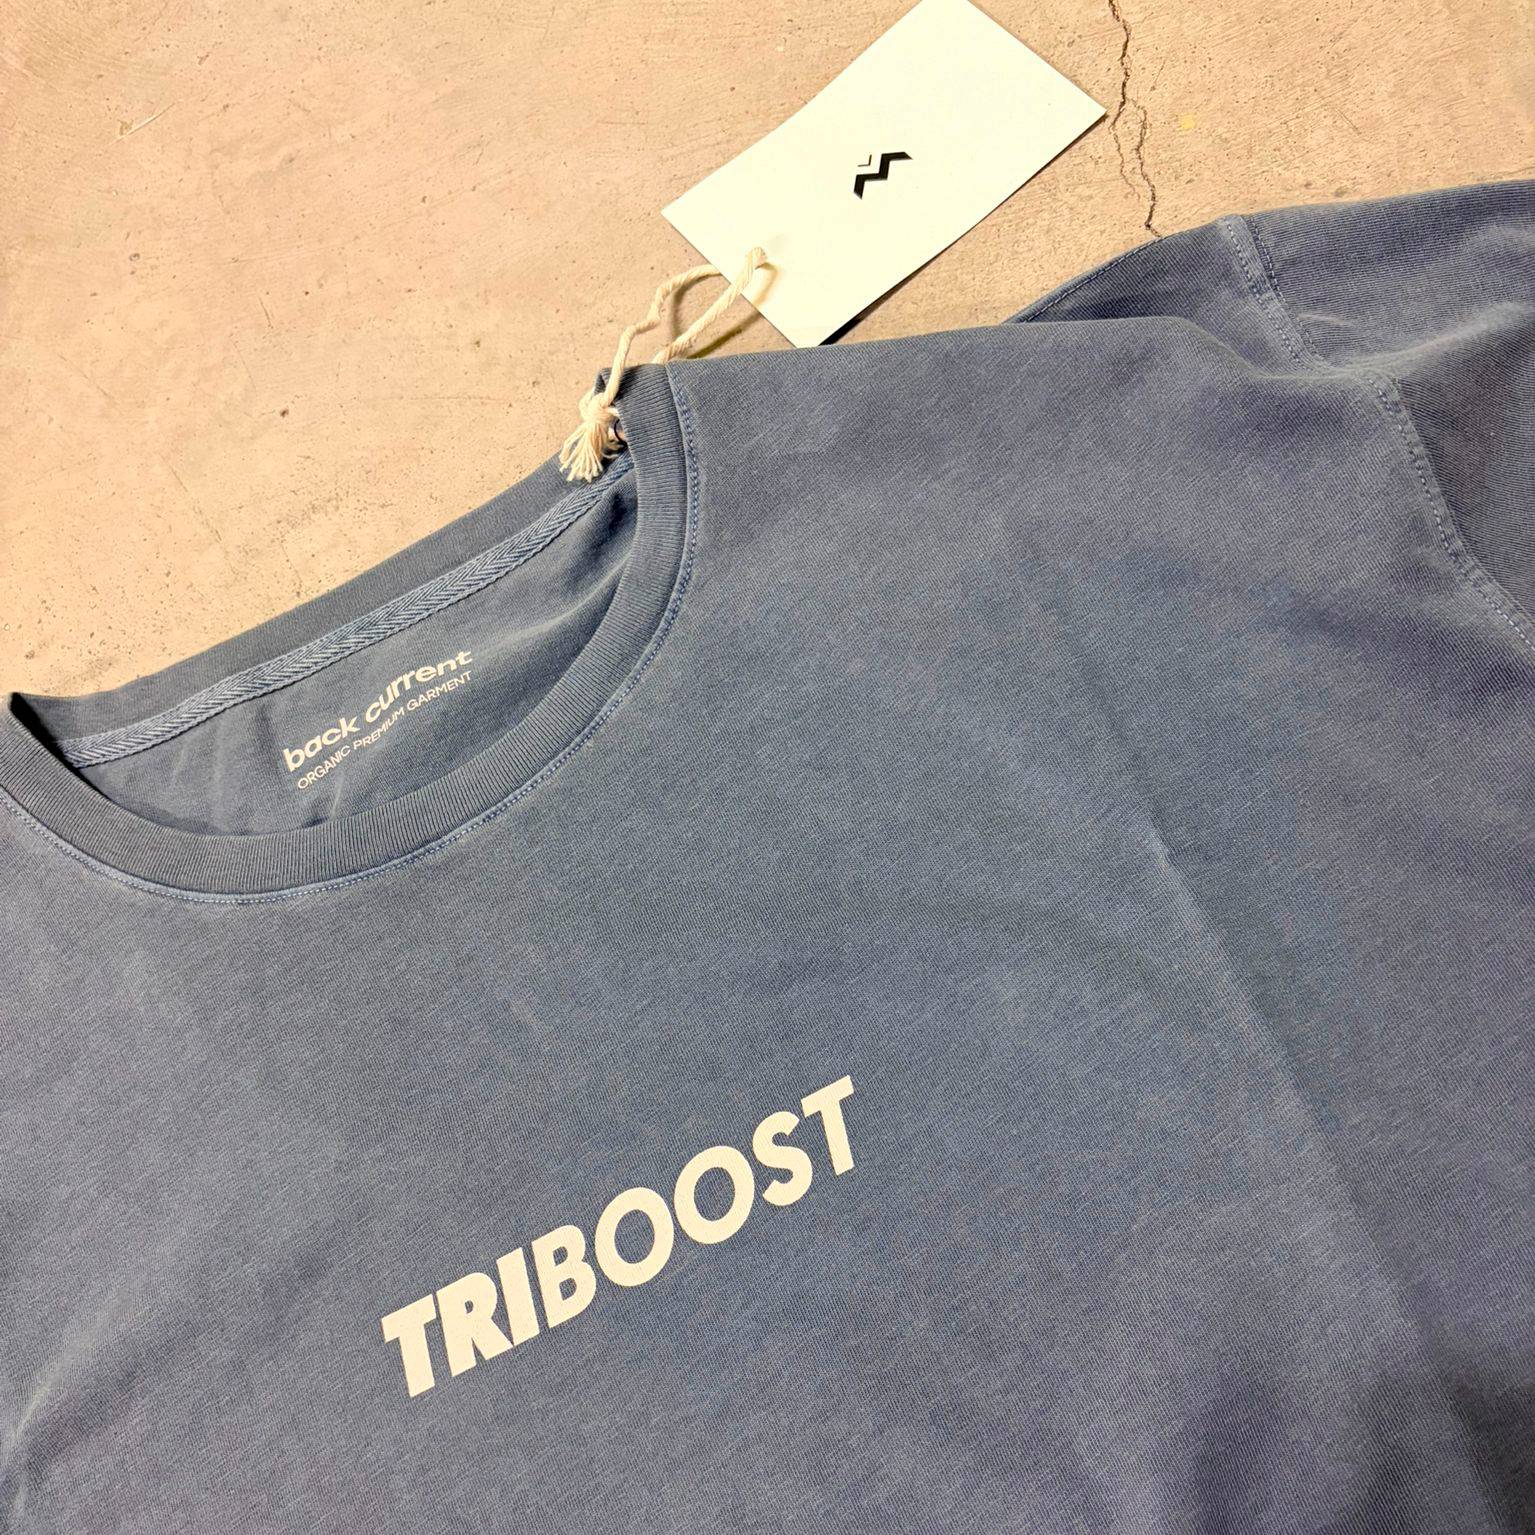 back current
ORGANIC PREMIUM GARMENT
TRIBOOST